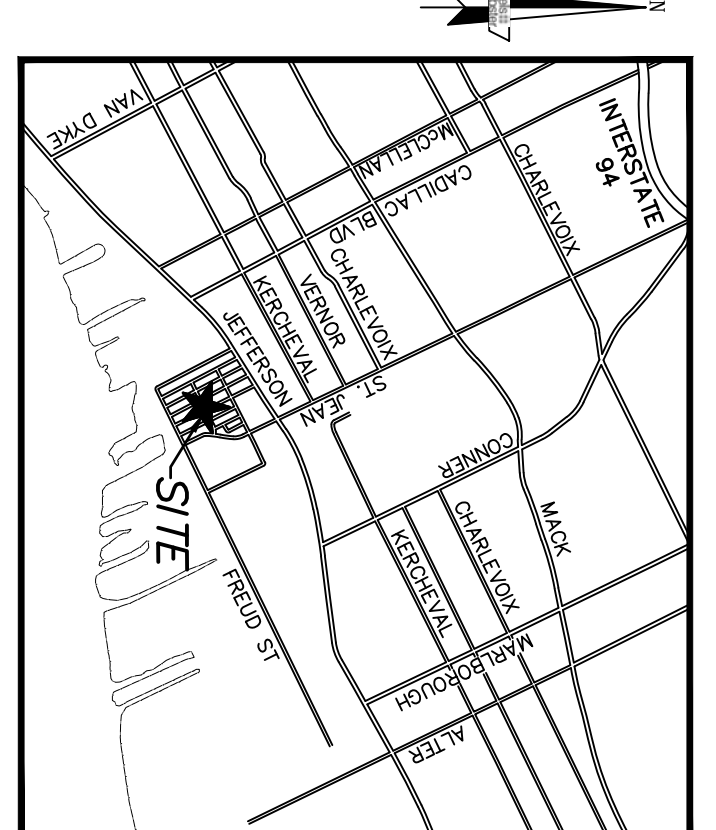 N
VAN DYKE
McCLELLAN
CADILLAC BLVD
INTERSTATE
94
CHARLEVOIX
CHARLEVOIX
VERNOR
KERCHEVAL
JEFFERSON
ST. JEAN
CONNER
SITE
MACK
CHARLEVOIX
KERCHEVAL
FREUD ST
MARLBOROUGH
ALTER